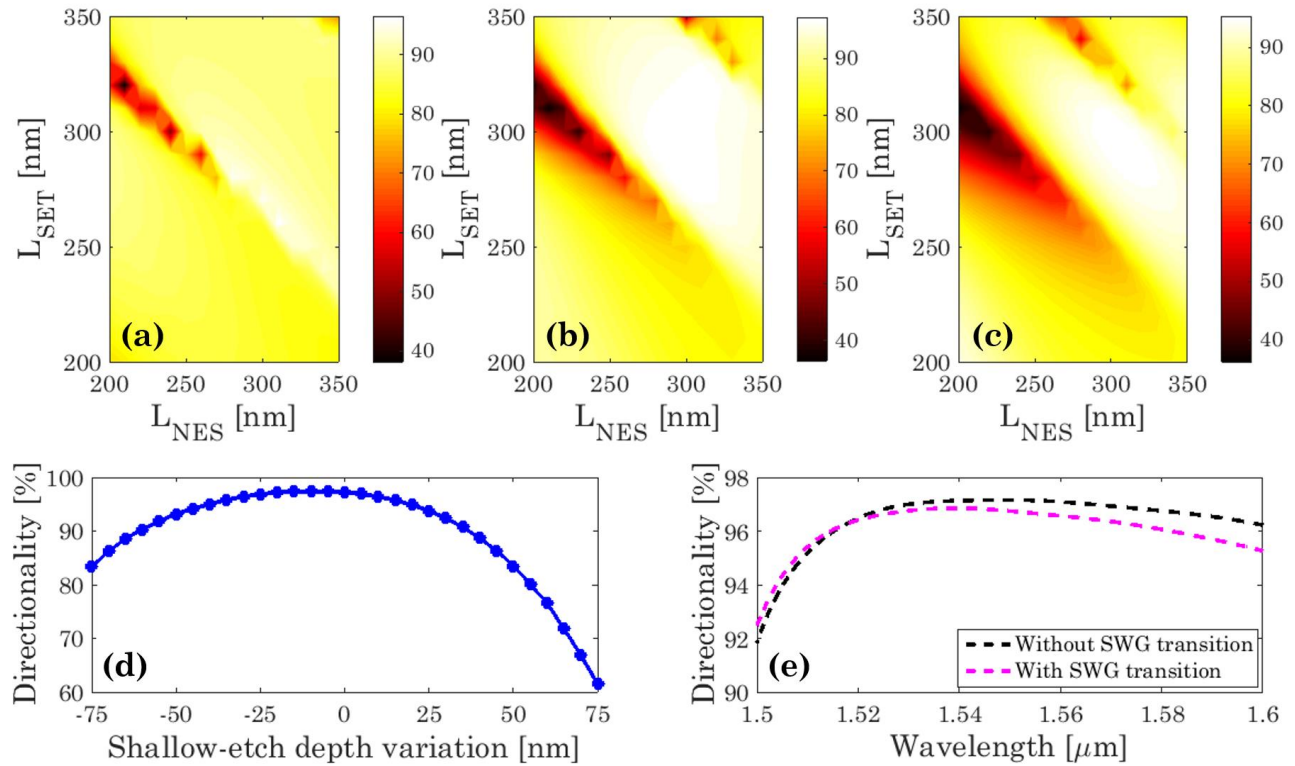 350
300
250
200
L_SET [nm]
(a)
200 250 300 350
L_NES [nm]
90
80
70
60
50
40
350
300
250
200
L_SET [nm]
(b)
200 250 300 350
L_NES [nm]
90
80
70
60
50
40
350
300
250
200
L_SET [nm]
(c)
200 250 300 350
L_NES [nm]
90
80
70
60
50
40
100
90
80
70
60
Directionality [%]
(d)
-75 -50 -25 0 25 50 75
Shallow-etch depth variation [nm]
98
96
94
92
90
Directionality [%]
(e)
Without SWG transition
With SWG transition
1.5 1.52 1.54 1.56 1.58 1.6
Wavelength [μm]